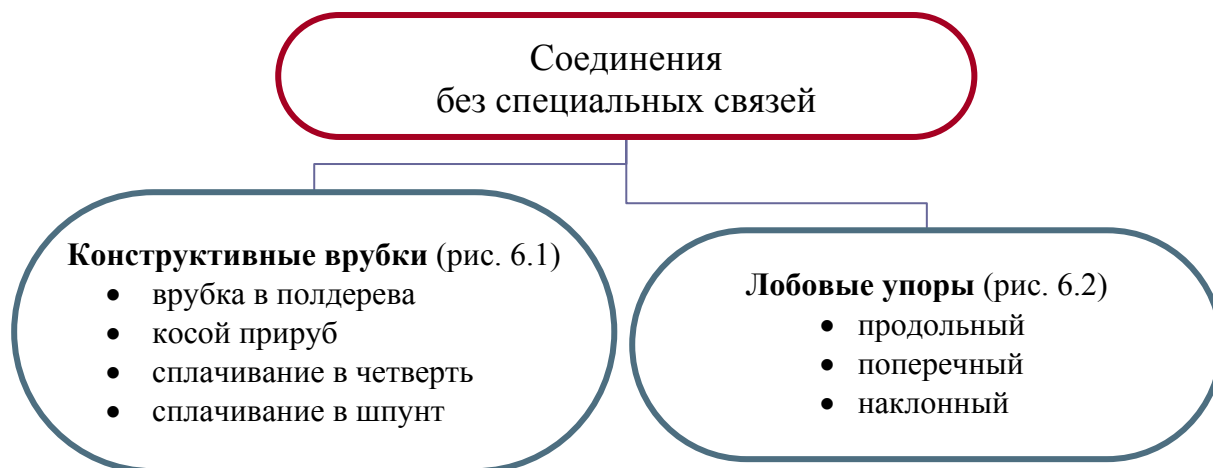 Соединения
без специальных связей
Конструктивные врубки (рис. 6.1)
• врубка в полдерева
• косой прируб
• сплачивание в четверть
• сплачивание в шпунт
Лобовые упоры (рис. 6.2)
• продольный
• поперечный
• наклонный